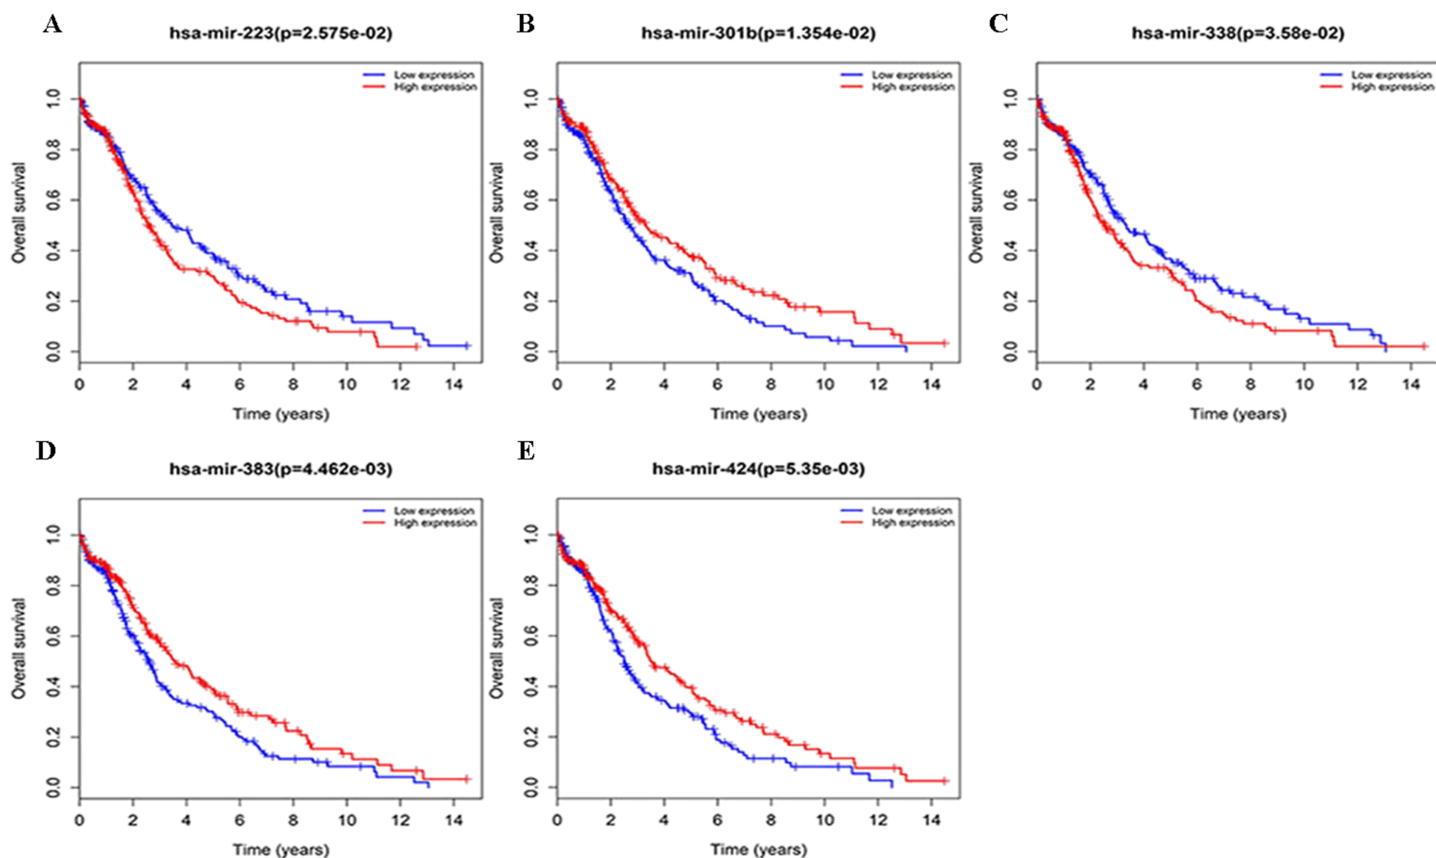 A
hsa-mir-223(p=2.575e-02)
Low expression
High expression
Overall survival
1.0
0.8
0.6
0.4
0.2
0.0
0 2 4 6 8 10 12 14
Time (years)
B
hsa-mir-301b(p=1.354e-02)
Low expression
High expression
Overall survival
1.0
0.8
0.6
0.4
0.2
0.0
0 2 4 6 8 10 12 14
Time (years)
C
hsa-mir-338(p=3.58e-02)
Low expression
High expression
Overall survival
1.0
0.8
0.6
0.4
0.2
0.0
0 2 4 6 8 10 12 14
Time (years)
D
hsa-mir-383(p=4.462e-03)
Low expression
High expression
Overall survival
1.0
0.8
0.6
0.4
0.2
0.0
0 2 4 6 8 10 12 14
Time (years)
E
hsa-mir-424(p=5.35e-03)
Low expression
High expression
Overall survival
1.0
0.8
0.6
0.4
0.2
0.0
0 2 4 6 8 10 12 14
Time (years)